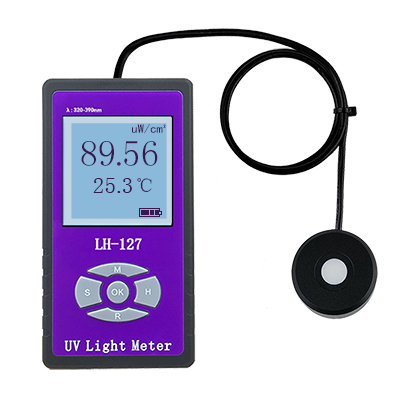 λ:320-390nm
uW/cm²
89.56
25.3℃
LH-127
M
S OK H
R
UV Light Meter